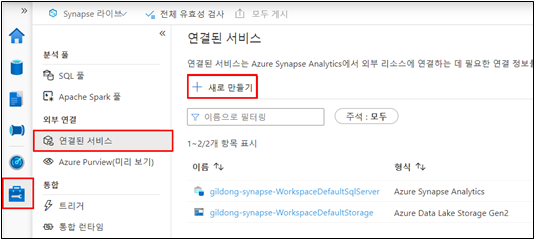 Synapse 라이브
전체 유효성 검사
모두 게시
분석 풀
SQL 풀
Apache Spark 풀
외부 연결
연결된 서비스
Azure Purview(미리 보기)
통합
트리거
통합 런타임
연결된 서비스
연결된 서비스는 Azure Synapse Analytics에서 외부 리소스에 연결하는 데 필요한 연결 정보를
새로 만들기
이름으로 필터링
주석 : 모두
1~2/2개 항목 표시
이름 형식
gildong-synapse-WorkspaceDefaultSqlServer Azure Synapse Analytics
gildong-synapse-WorkspaceDefaultStorage Azure Data Lake Storage Gen2